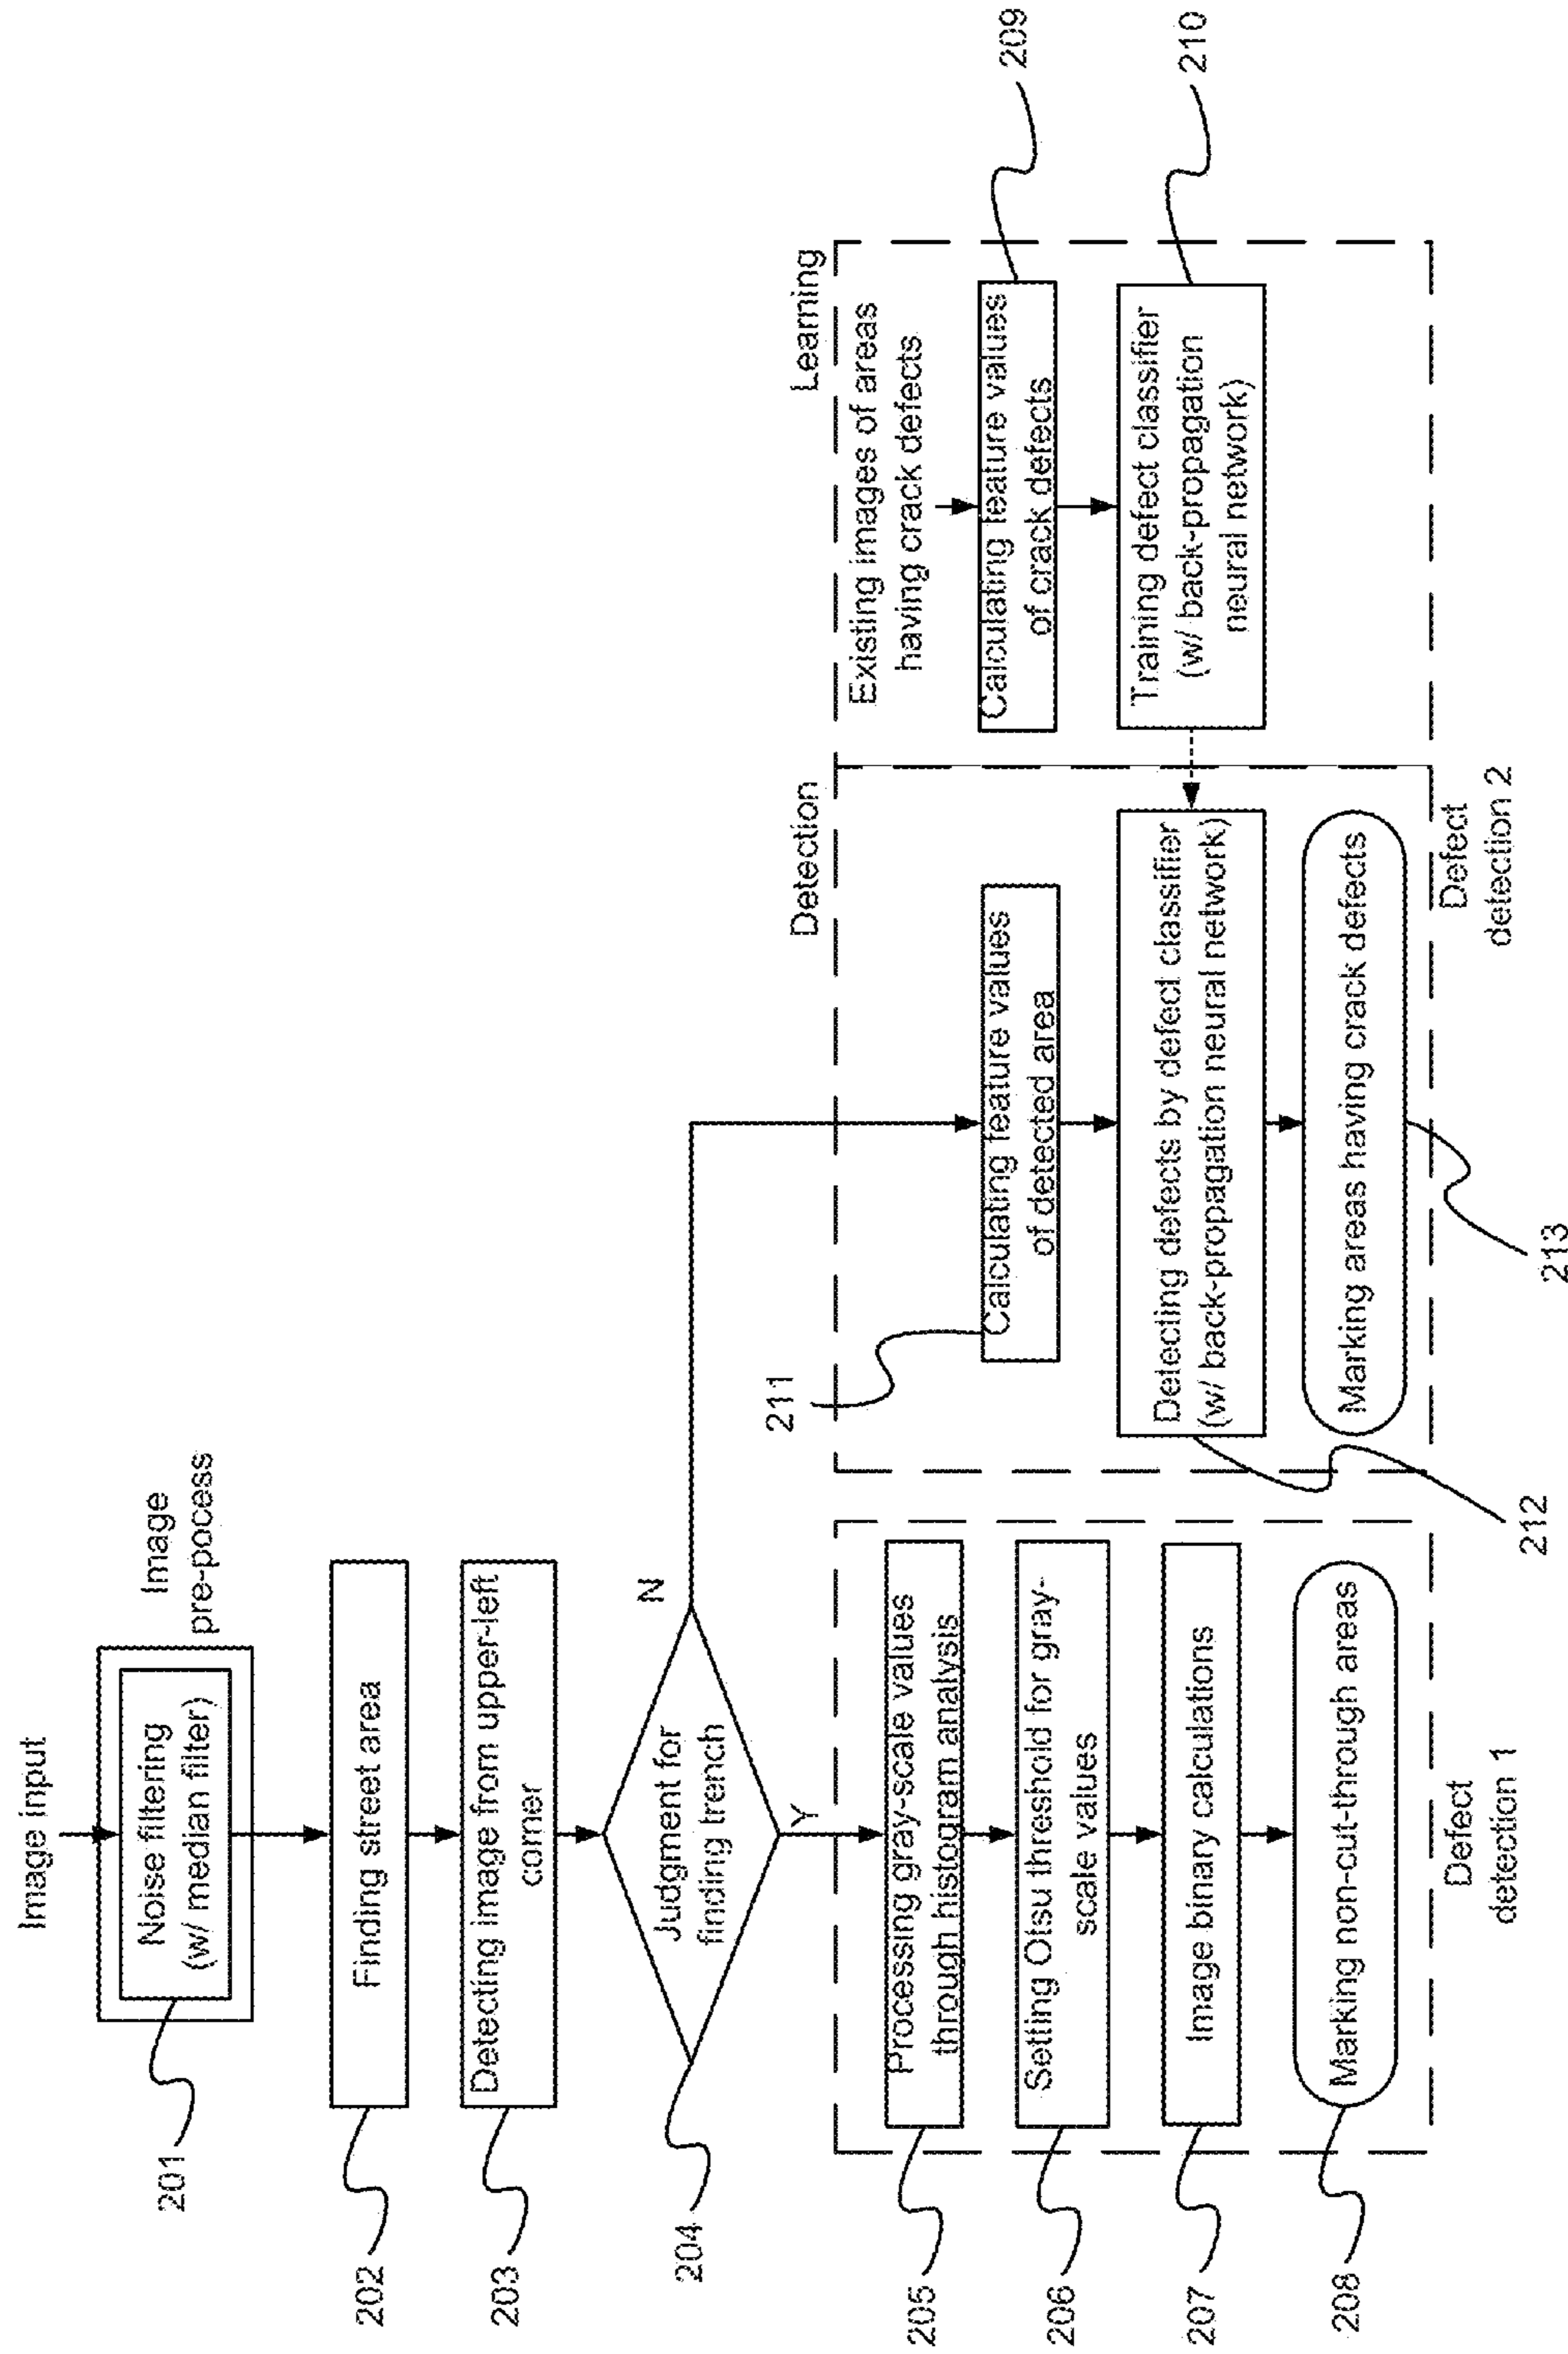 Image input
Noise filtering
(w/ median filter)
Image
pre-pocess
201
Finding street area
202
Detecting image from upper-left
corner
203
Judgment for
finding trench
204
N
Y
Processing gray-scale values
through histogram analysis
205
Setting Otsu threshold for gray-
scale values
206
Image binary calculations
207
Marking non-cut-through areas
208
Defect
detection 1
Detection
211
Calculating feature values
of detected area
Detecting defects by defect classifier
(w/ back-propagation neural network)
212
Marking areas having crack defects
213
Defect
detection 2
Learning
Existing images of areas
having crack defects
Calculating feature values
of crack defects
209
Training defect classifier
(w/ back-propagation
neural network)
210